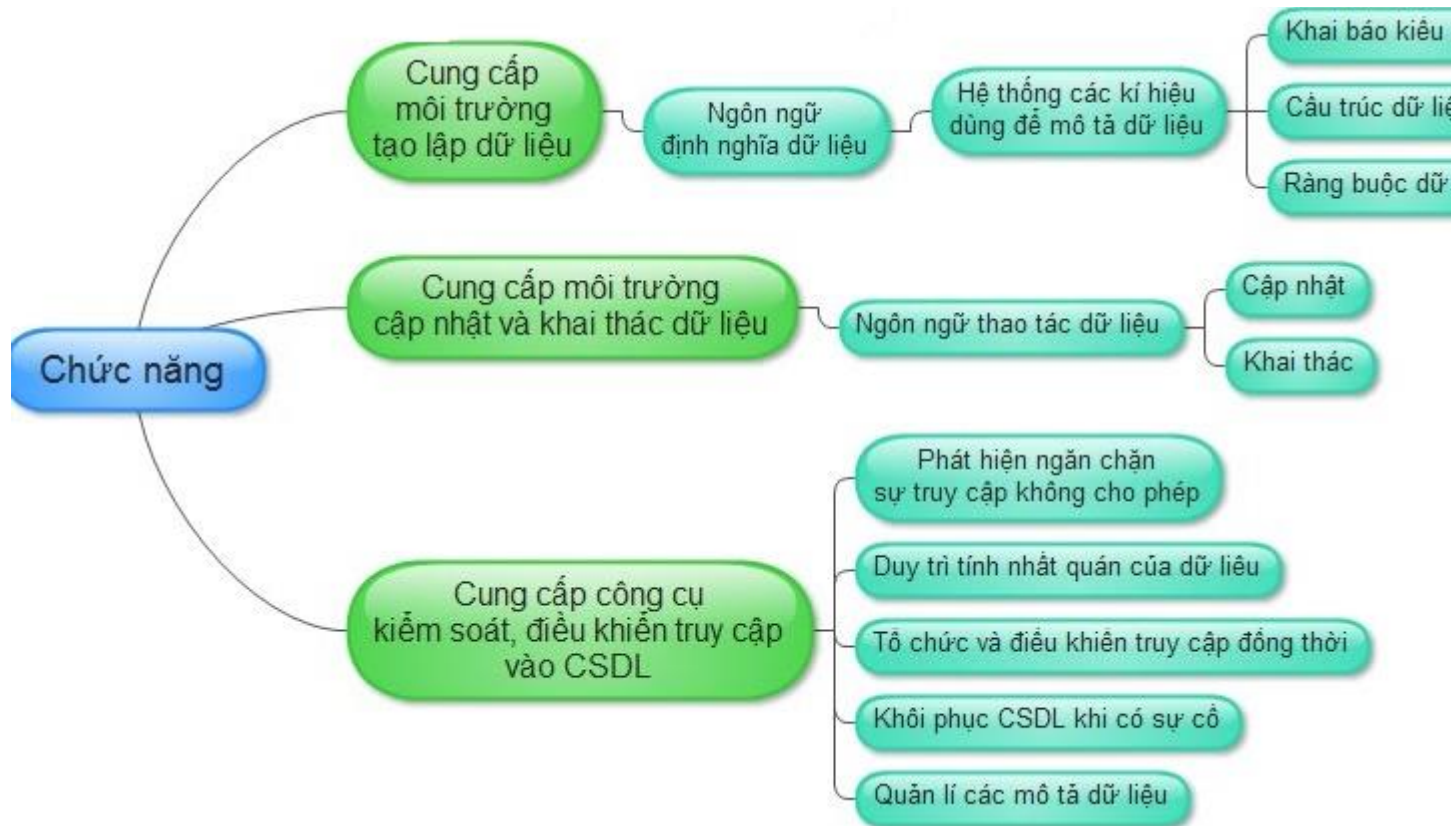 Chức năng
Cung cấp
môi trường
tạo lập dữ liệu
Ngôn ngữ
định nghĩa dữ liệu
Hệ thống các kí hiệu
dùng để mô tả dữ liệu
Khai báo kiểu
Cấu trúc dữ
Ràng buộc dữ
Cung cấp môi trường
cập nhật và khai thác dữ liệu
Ngôn ngữ thao tác dữ liệu
Cập nhật
Khai thác
Cung cấp công cụ
kiểm soát, điều khiển truy cập
vào CSDL
Phát hiện ngăn chặn
sự truy cập không cho phép
Duy trì tính nhất quán của dữ liêu
Tổ chức và điều khiển truy cập đồng thời
Khôi phục CSDL khi có sự cố
Quản lí các mô tả dữ liệu